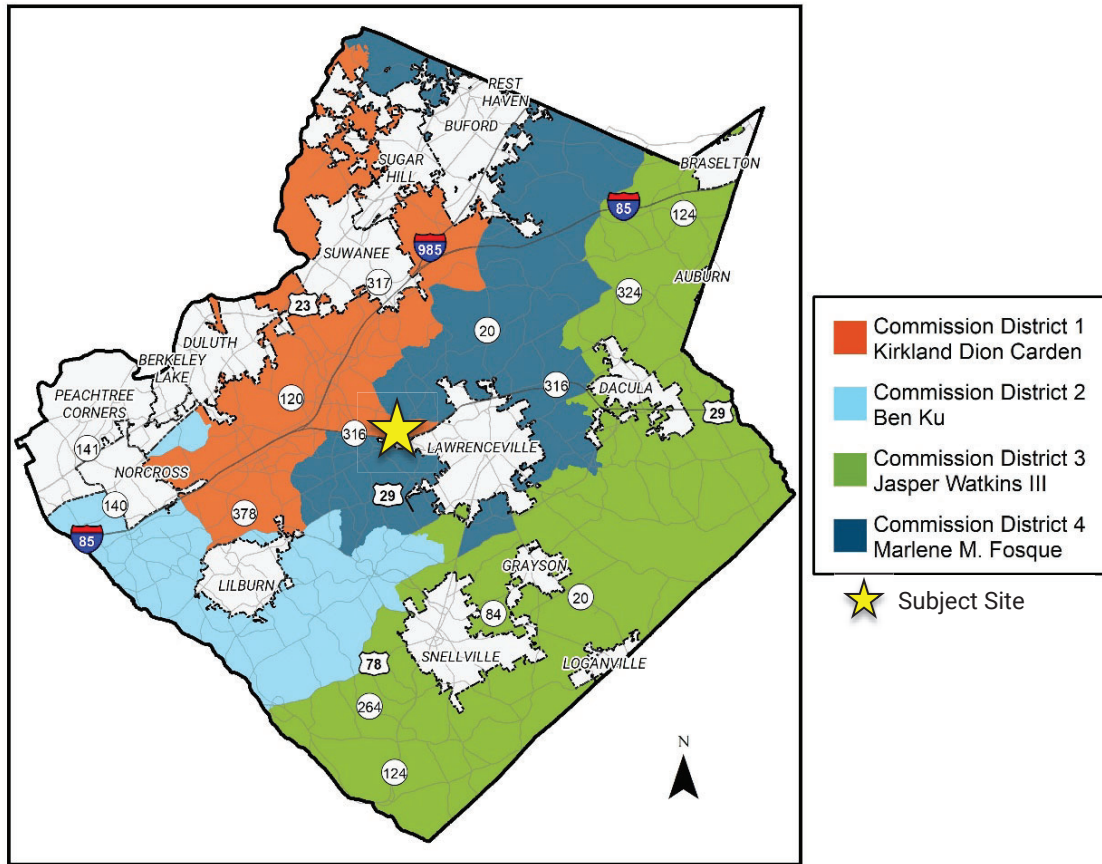 REST
HAVEN
BUFORD
BRASELTON
SUGAR
HILL
85
124
SUWANEE
985
AUBURN
317
324
23
20
DULUTH
BERKELEY
LAKE
DACULA
PEACHTREE
CORNERS
120
316
29
316
LAWRENCEVILLE
141
NORCROSS
29
140
378
85
GRAYSON
LILBURN
20
84
SNELLVILLE
LOGANVILLE
78
264
124
N
Commission District 1
Kirkland Dion Carden
Commission District 2
Ben Ku
Commission District 3
Jasper Watkins III
Commission District 4
Marlene M. Fosque
Subject Site